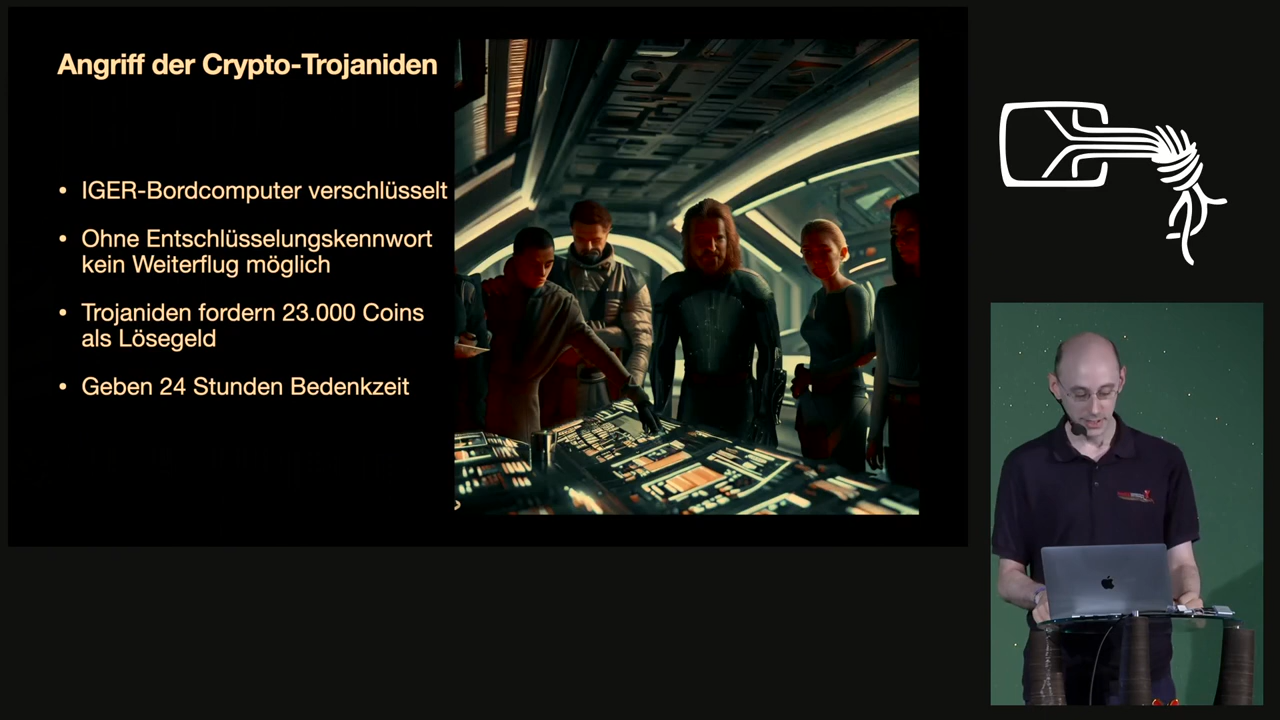 Angriff der Crypto-Trojaniden
• IGER-Bordcomputer verschlüsselt
• Ohne Entschlüsselungskennwort
kein Weiterflug möglich
• Trojaniden fordern 23.000 Coins
als Lösegeld
• Geben 24 Stunden Bedenkzeit